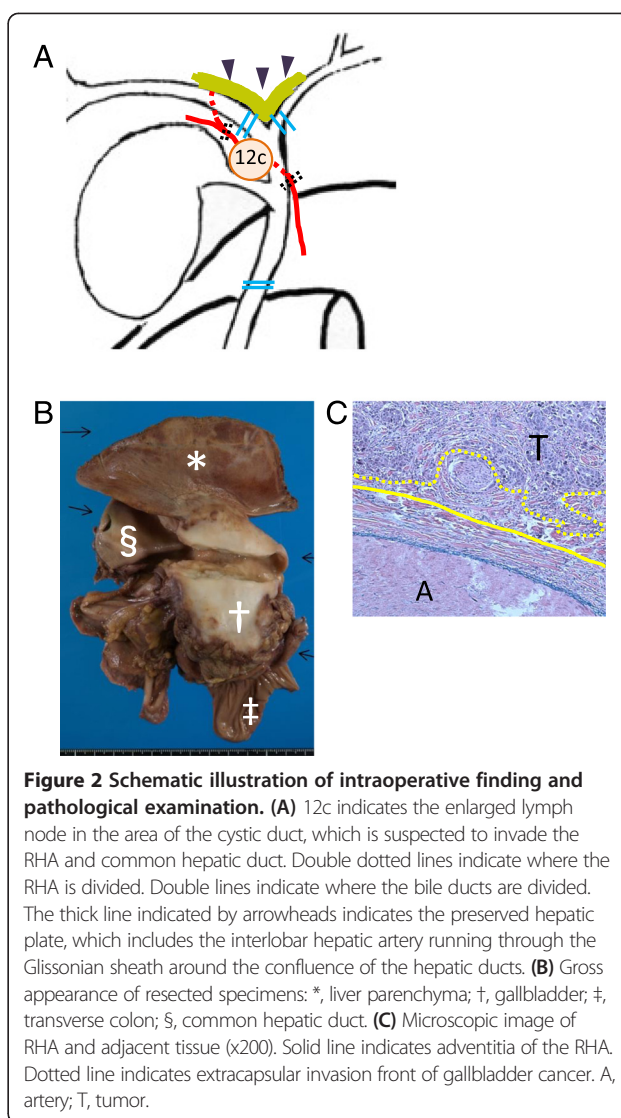 A
12c
B
*
§
†
‡
C
T
A
Figure 2 Schematic illustration of intraoperative finding and
pathological examination. (A) 12c indicates the enlarged lymph
node in the area of the cystic duct, which is suspected to invade the
RHA and common hepatic duct. Double dotted lines indicate where the
RHA is divided. Double lines indicate where the bile ducts are divided.
The thick line indicated by arrowheads indicates the preserved hepatic
plate, which includes the interlobar hepatic artery running through the
Glissonian sheath around the confluence of the hepatic ducts. (B) Gross
appearance of resected specimens: *, liver parenchyma; †, gallbladder; ‡,
transverse colon; §, common hepatic duct. (C) Microscopic image of
RHA and adjacent tissue (x200). Solid line indicates adventitia of the RHA.
Dotted line indicates extracapsular invasion front of gallbladder cancer. A,
artery; T, tumor.